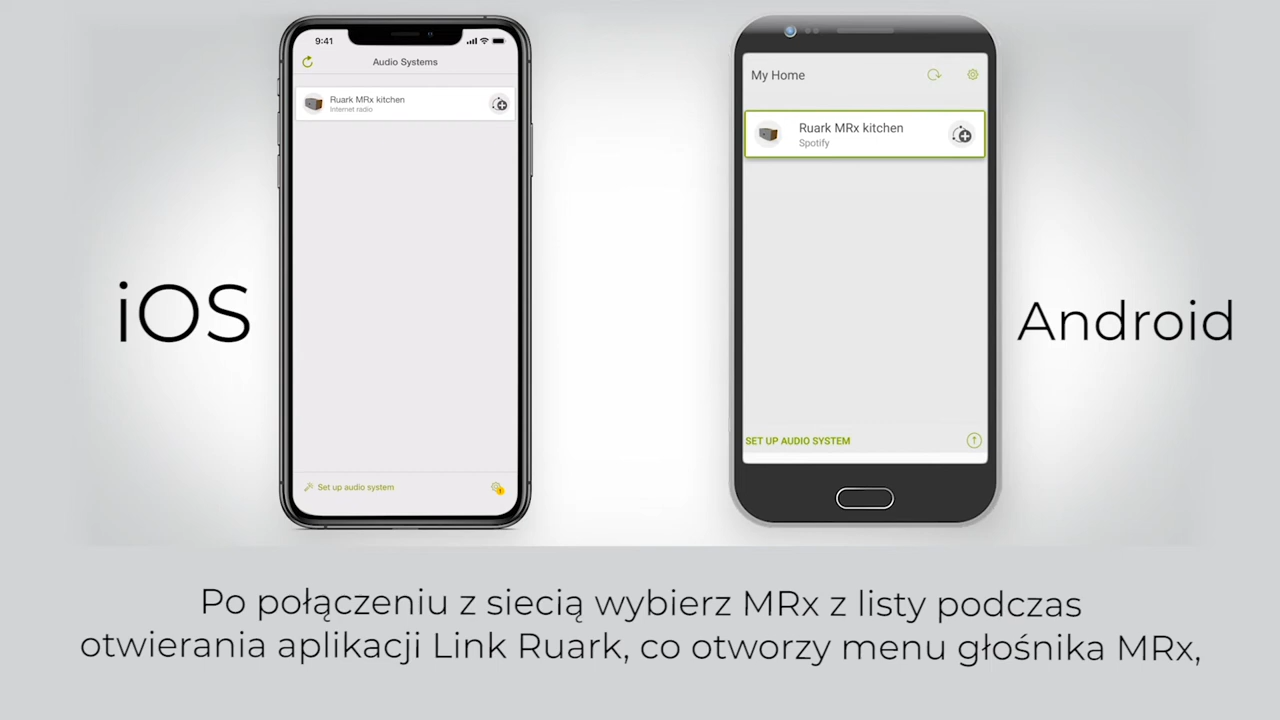 9:41
Audio Systems
Ruark MRx kitchen
Internet radio
Set up audio system
iOS
My Home
Ruark MRx kitchen
Spotify
SET UP AUDIO SYSTEM
Android
Po połączeniu z siecią wybierz MRx z listy podczas
otwierania aplikacji Link Ruark, co otworzy menu głośnika MRx,